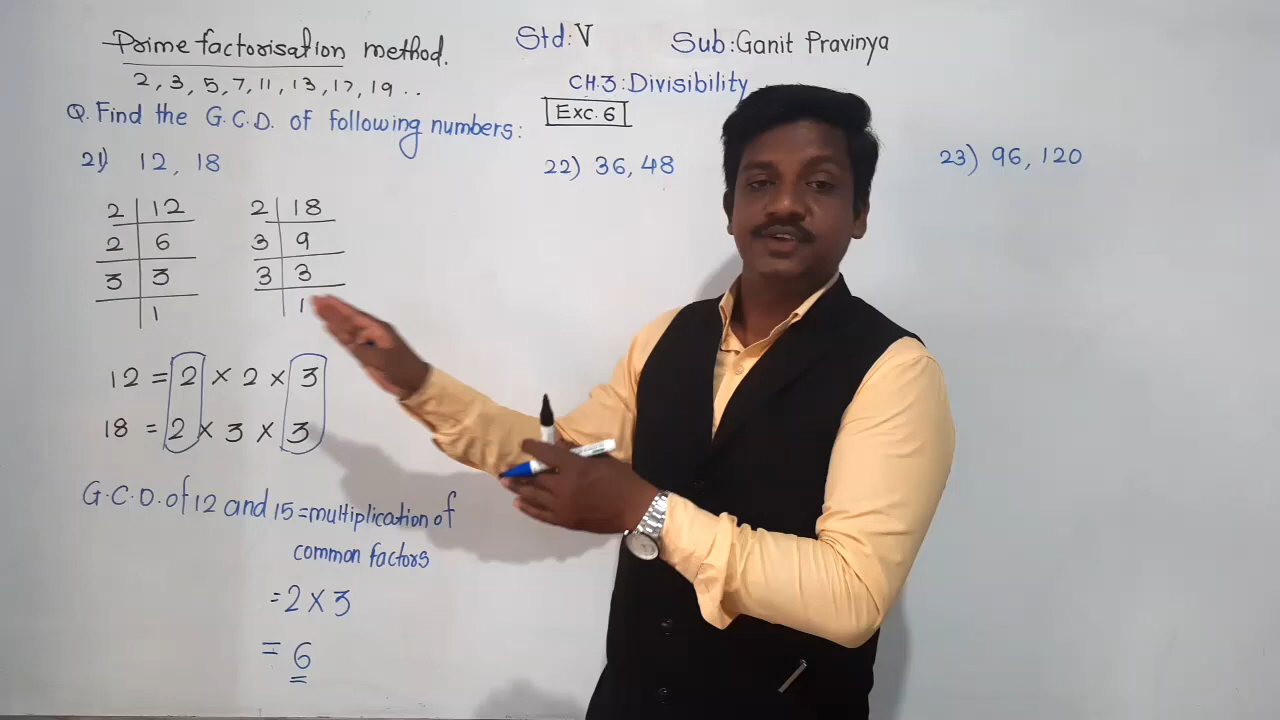 Prime factorisation method.
2, 3, 5, 7, 11, 13, 17, 19 ..
Std: V
Sub: Ganit Pravinya
CH.3: Divisibility
Exc. 6
Q. Find the G.C.D. of following numbers:
21) 12, 18
22) 36, 48
23) 96, 120
2 | 12
2 | 6
3 | 3
1
2 | 18
3 | 9
3 | 3
1
12 = 2 × 2 × 3
18 = 2 × 3 × 3
G.C.D. of 12 and 15 = multiplication of
common factors
= 2 × 3
= 6